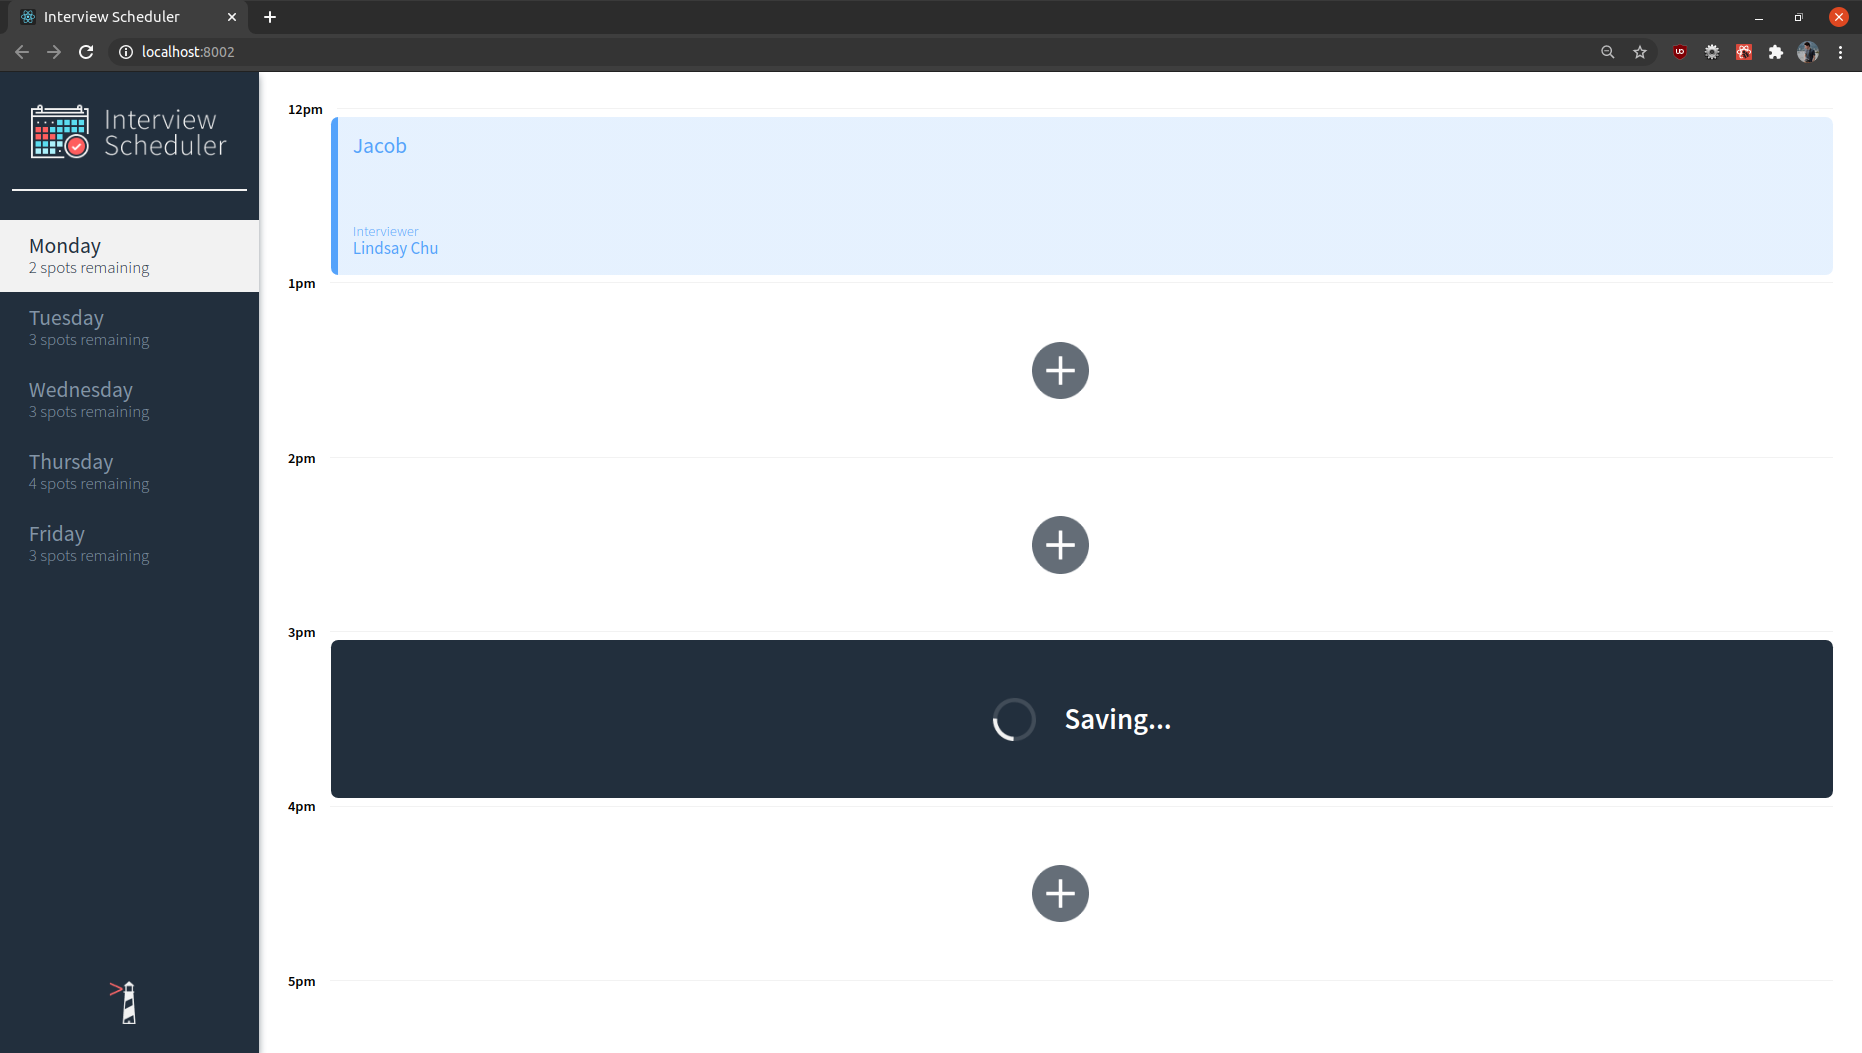 Interview Scheduler
localhost:8002
Interview
Scheduler
Monday
2 spots remaining
Tuesday
3 spots remaining
Wednesday
3 spots remaining
Thursday
4 spots remaining
Friday
3 spots remaining
12pm
Jacob
Interviewer
Lindsay Chu
1pm
2pm
3pm
Saving...
4pm
5pm